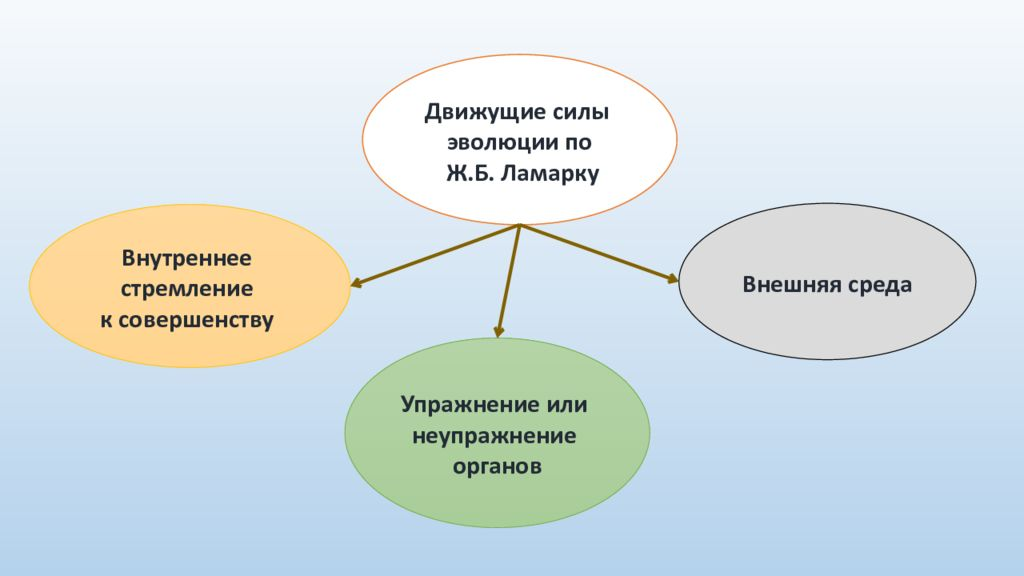 Движущие силы
эволюции по
Ж.Б. Ламарку
Внутреннее
стремление
к совершенству
Внешняя среда
Упражнение или
неупражнение
органов